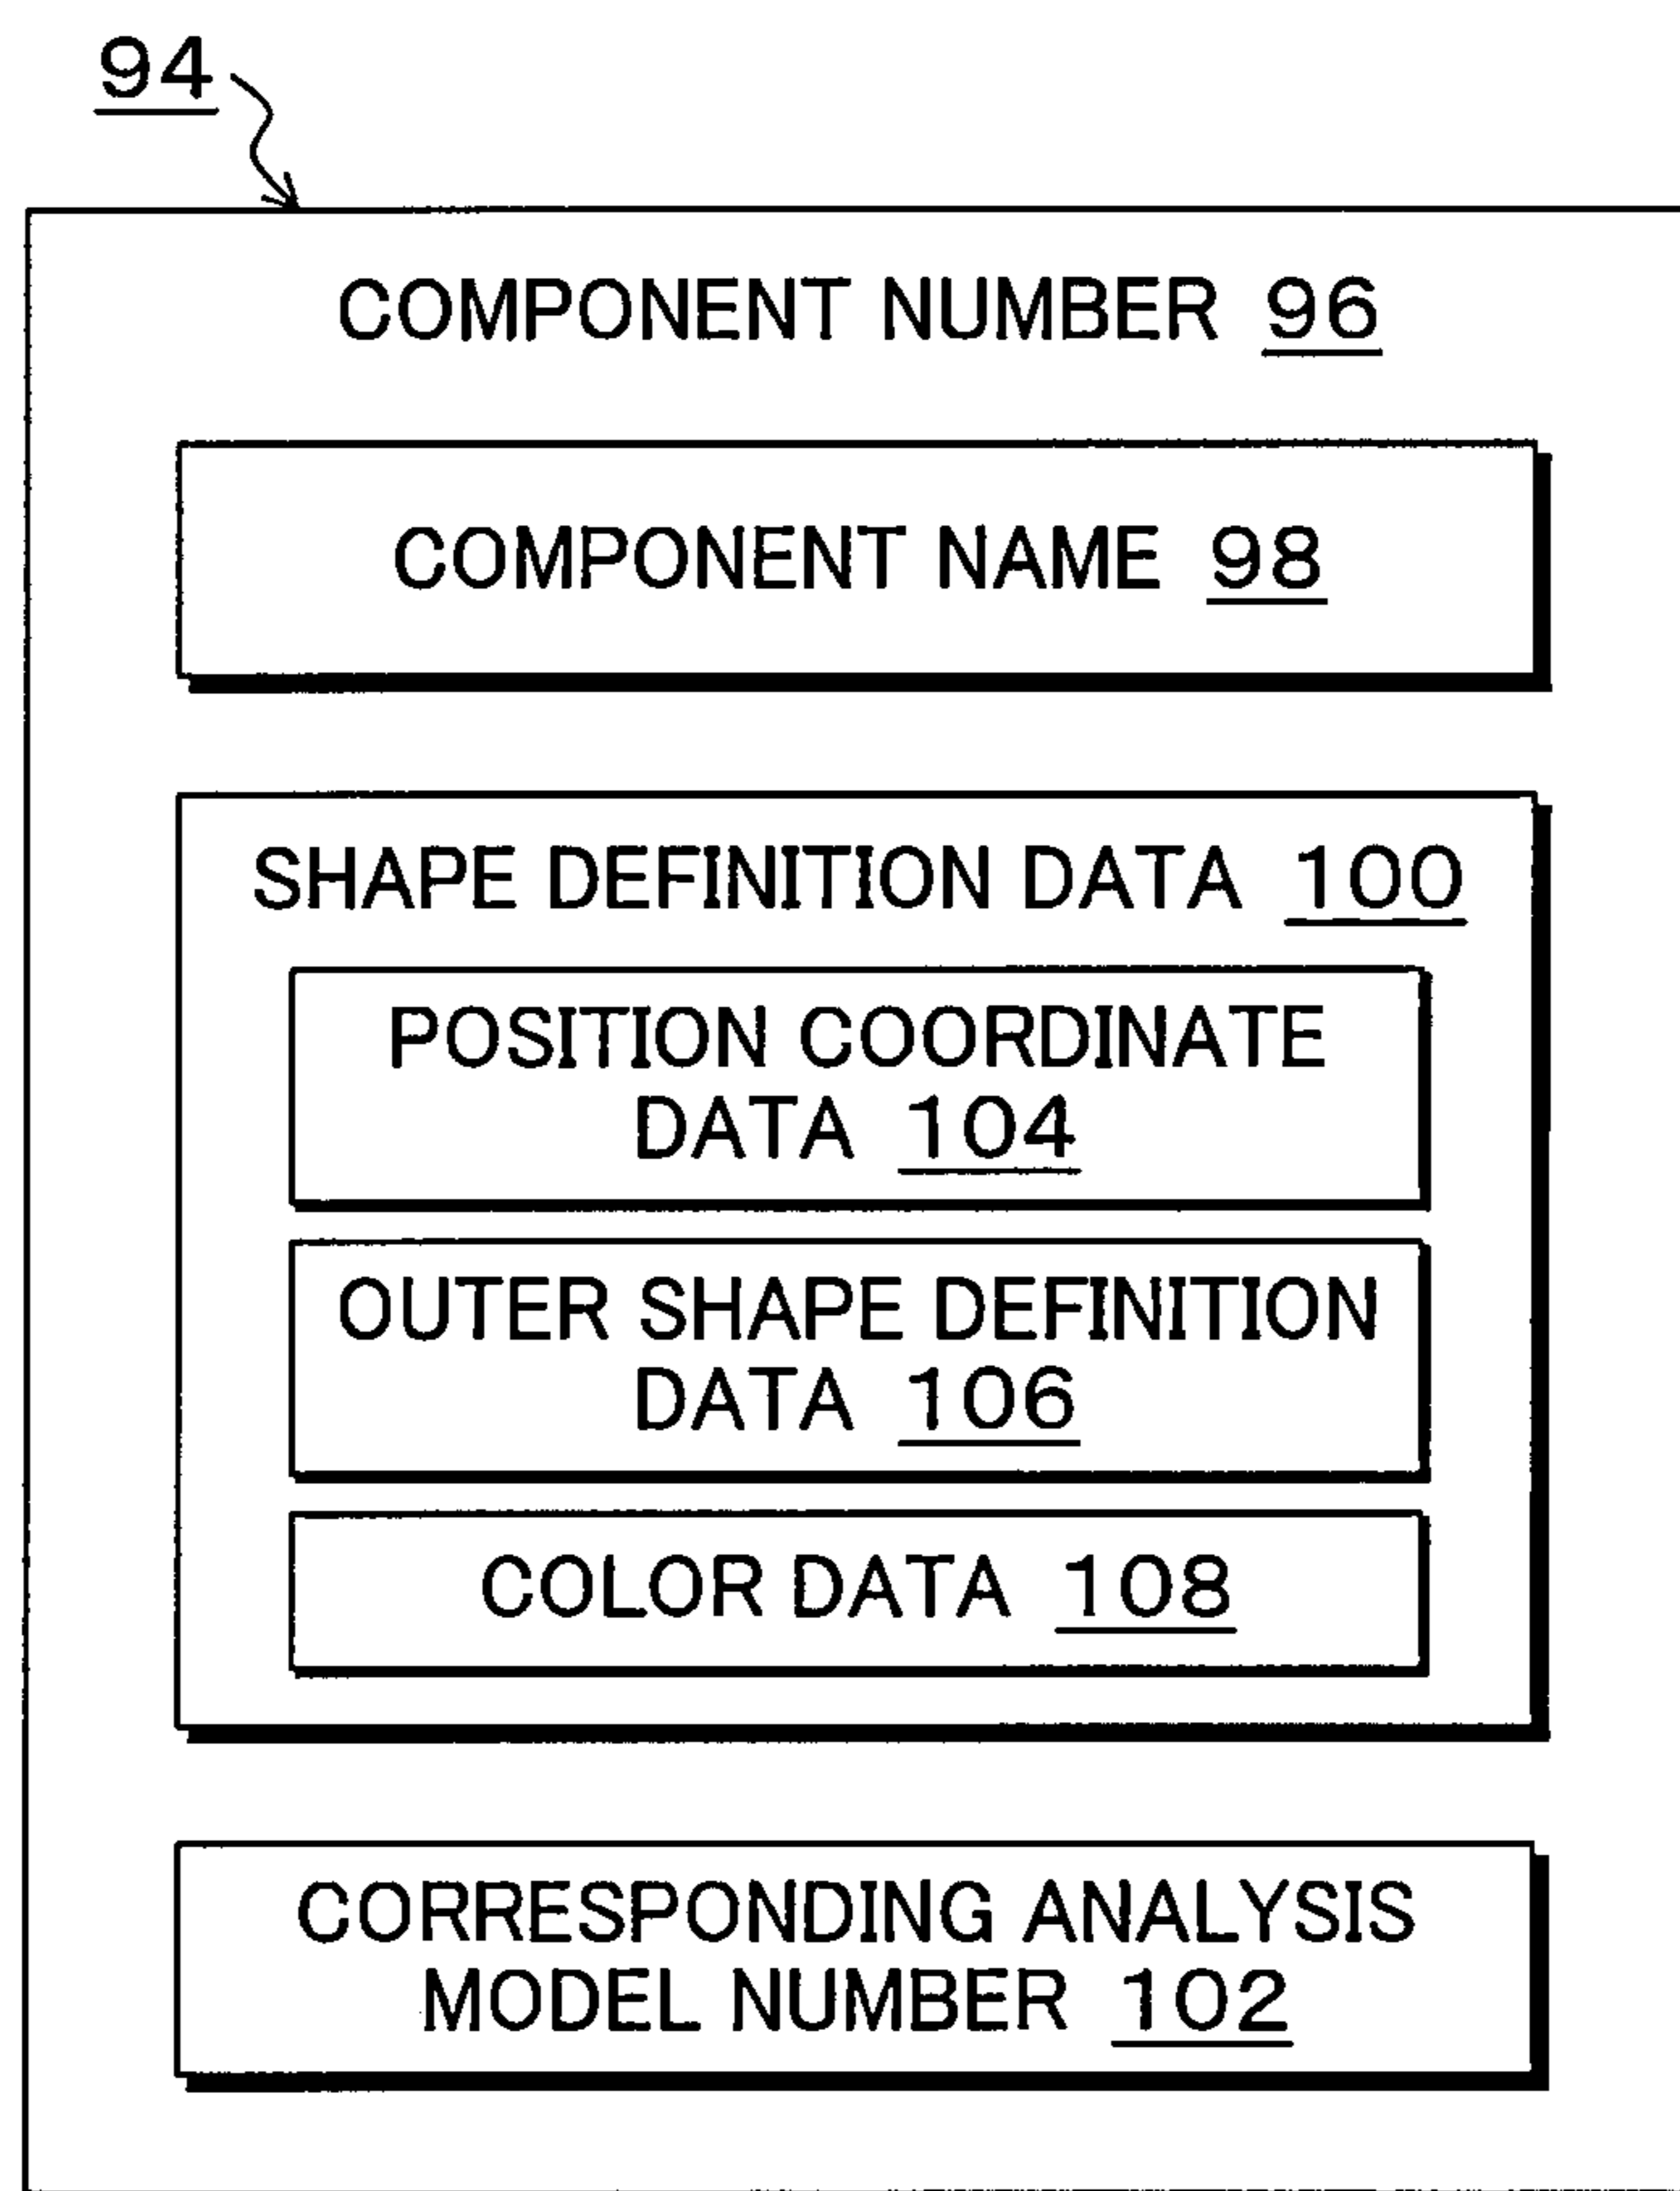 94
COMPONENT NUMBER 96
COMPONENT NAME 98
SHAPE DEFINITION DATA 100
POSITION COORDINATE
DATA 104
OUTER SHAPE DEFINITION
DATA 106
COLOR DATA 108
CORRESPONDING ANALYSIS
MODEL NUMBER 102